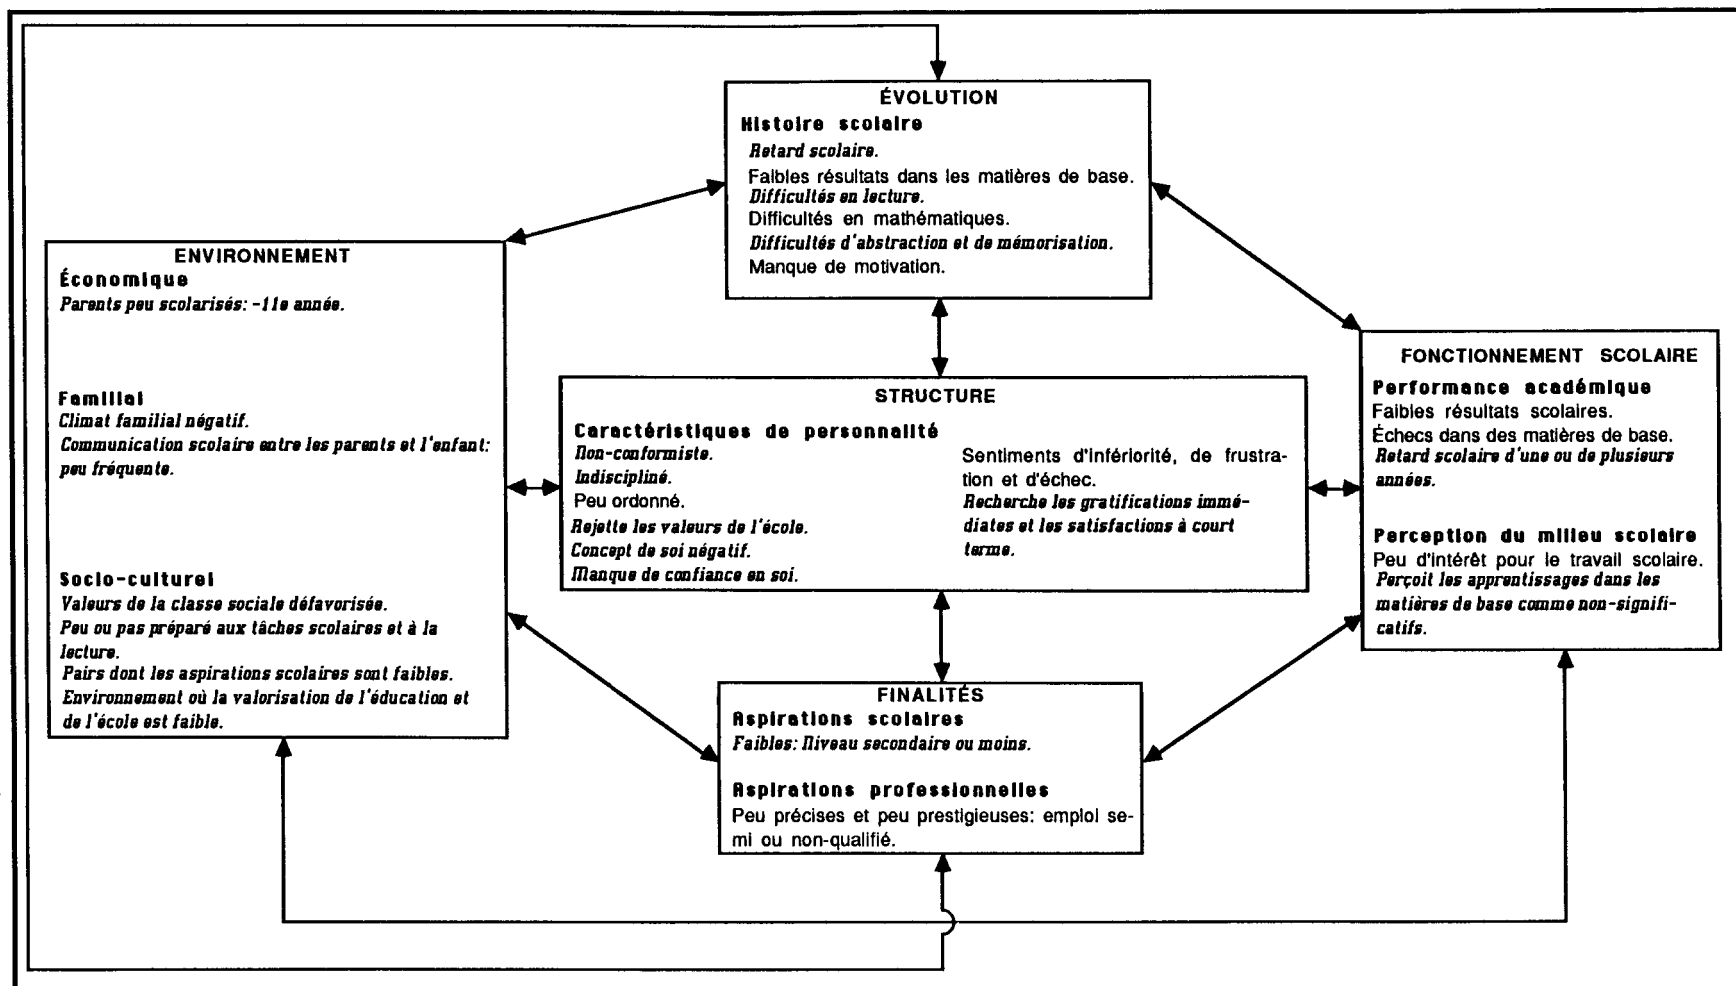 ÉVOLUTION
Histoire scolaire
Retard scolaire.
Faibles résultats dans les matières de base.
Difficultés en lecture.
Difficultés en mathématiques.
Difficultés d'abstraction et de mémorisation.
Manque de motivation.
ENVIRONNEMENT
Économique
Parents peu scolarisés: -11e année.
Familial
Climat familial négatif.
Communication scolaire entre les parents et l'enfant:
peu fréquente.
Socio-culturel
Valeurs de la classe sociale défavorisée.
Peu ou pas préparé aux tâches scolaires et à la
lecture.
Pairs dont les aspirations scolaires sont faibles.
Environnement où la valorisation de l'éducation et
de l'école est faible.
STRUCTURE
Caractéristiques de personnalité
Non-conformiste.
Indiscipliné.
Peu ordonné.
Rejette les valeurs de l'école.
Concept de soi négatif.
Manque de confiance en soi.
Sentiments d'infériorité, de frustra-
tion et d'échec.
Recherche les gratifications immé-
diates et les satisfactions à court
terme.
FONCTIONNEMENT SCOLAIRE
Performance académique
Faibles résultats scolaires.
Échecs dans des matières de base.
Retard scolaire d'une ou de plusieurs
années.
Perception du milieu scolaire
Peu d'intérêt pour le travail scolaire.
Perçoit les apprentissages dans les
matières de base comme non-signifi-
catifs.
FINALITÉS
Aspirations scolaires
Faibles: Niveau secondaire ou moins.
Aspirations professionnelles
Peu précises et peu prestigieuses: emploi se-
mi ou non-qualifié.